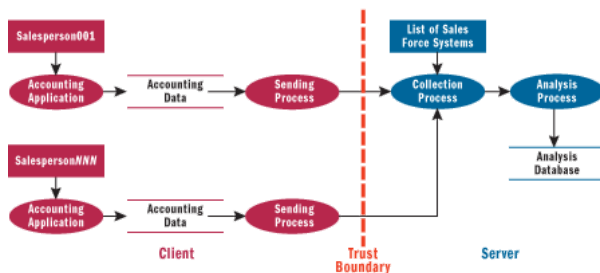 Salesperson001
List of Sales
Force Systems
Accounting
Application
Accounting
Data
Sending
Process
Collection
Process
Analysis
Process
SalespersonNNN
Analysis
Database
Accounting
Application
Accounting
Data
Sending
Process
Client
Trust
Boundary
Server